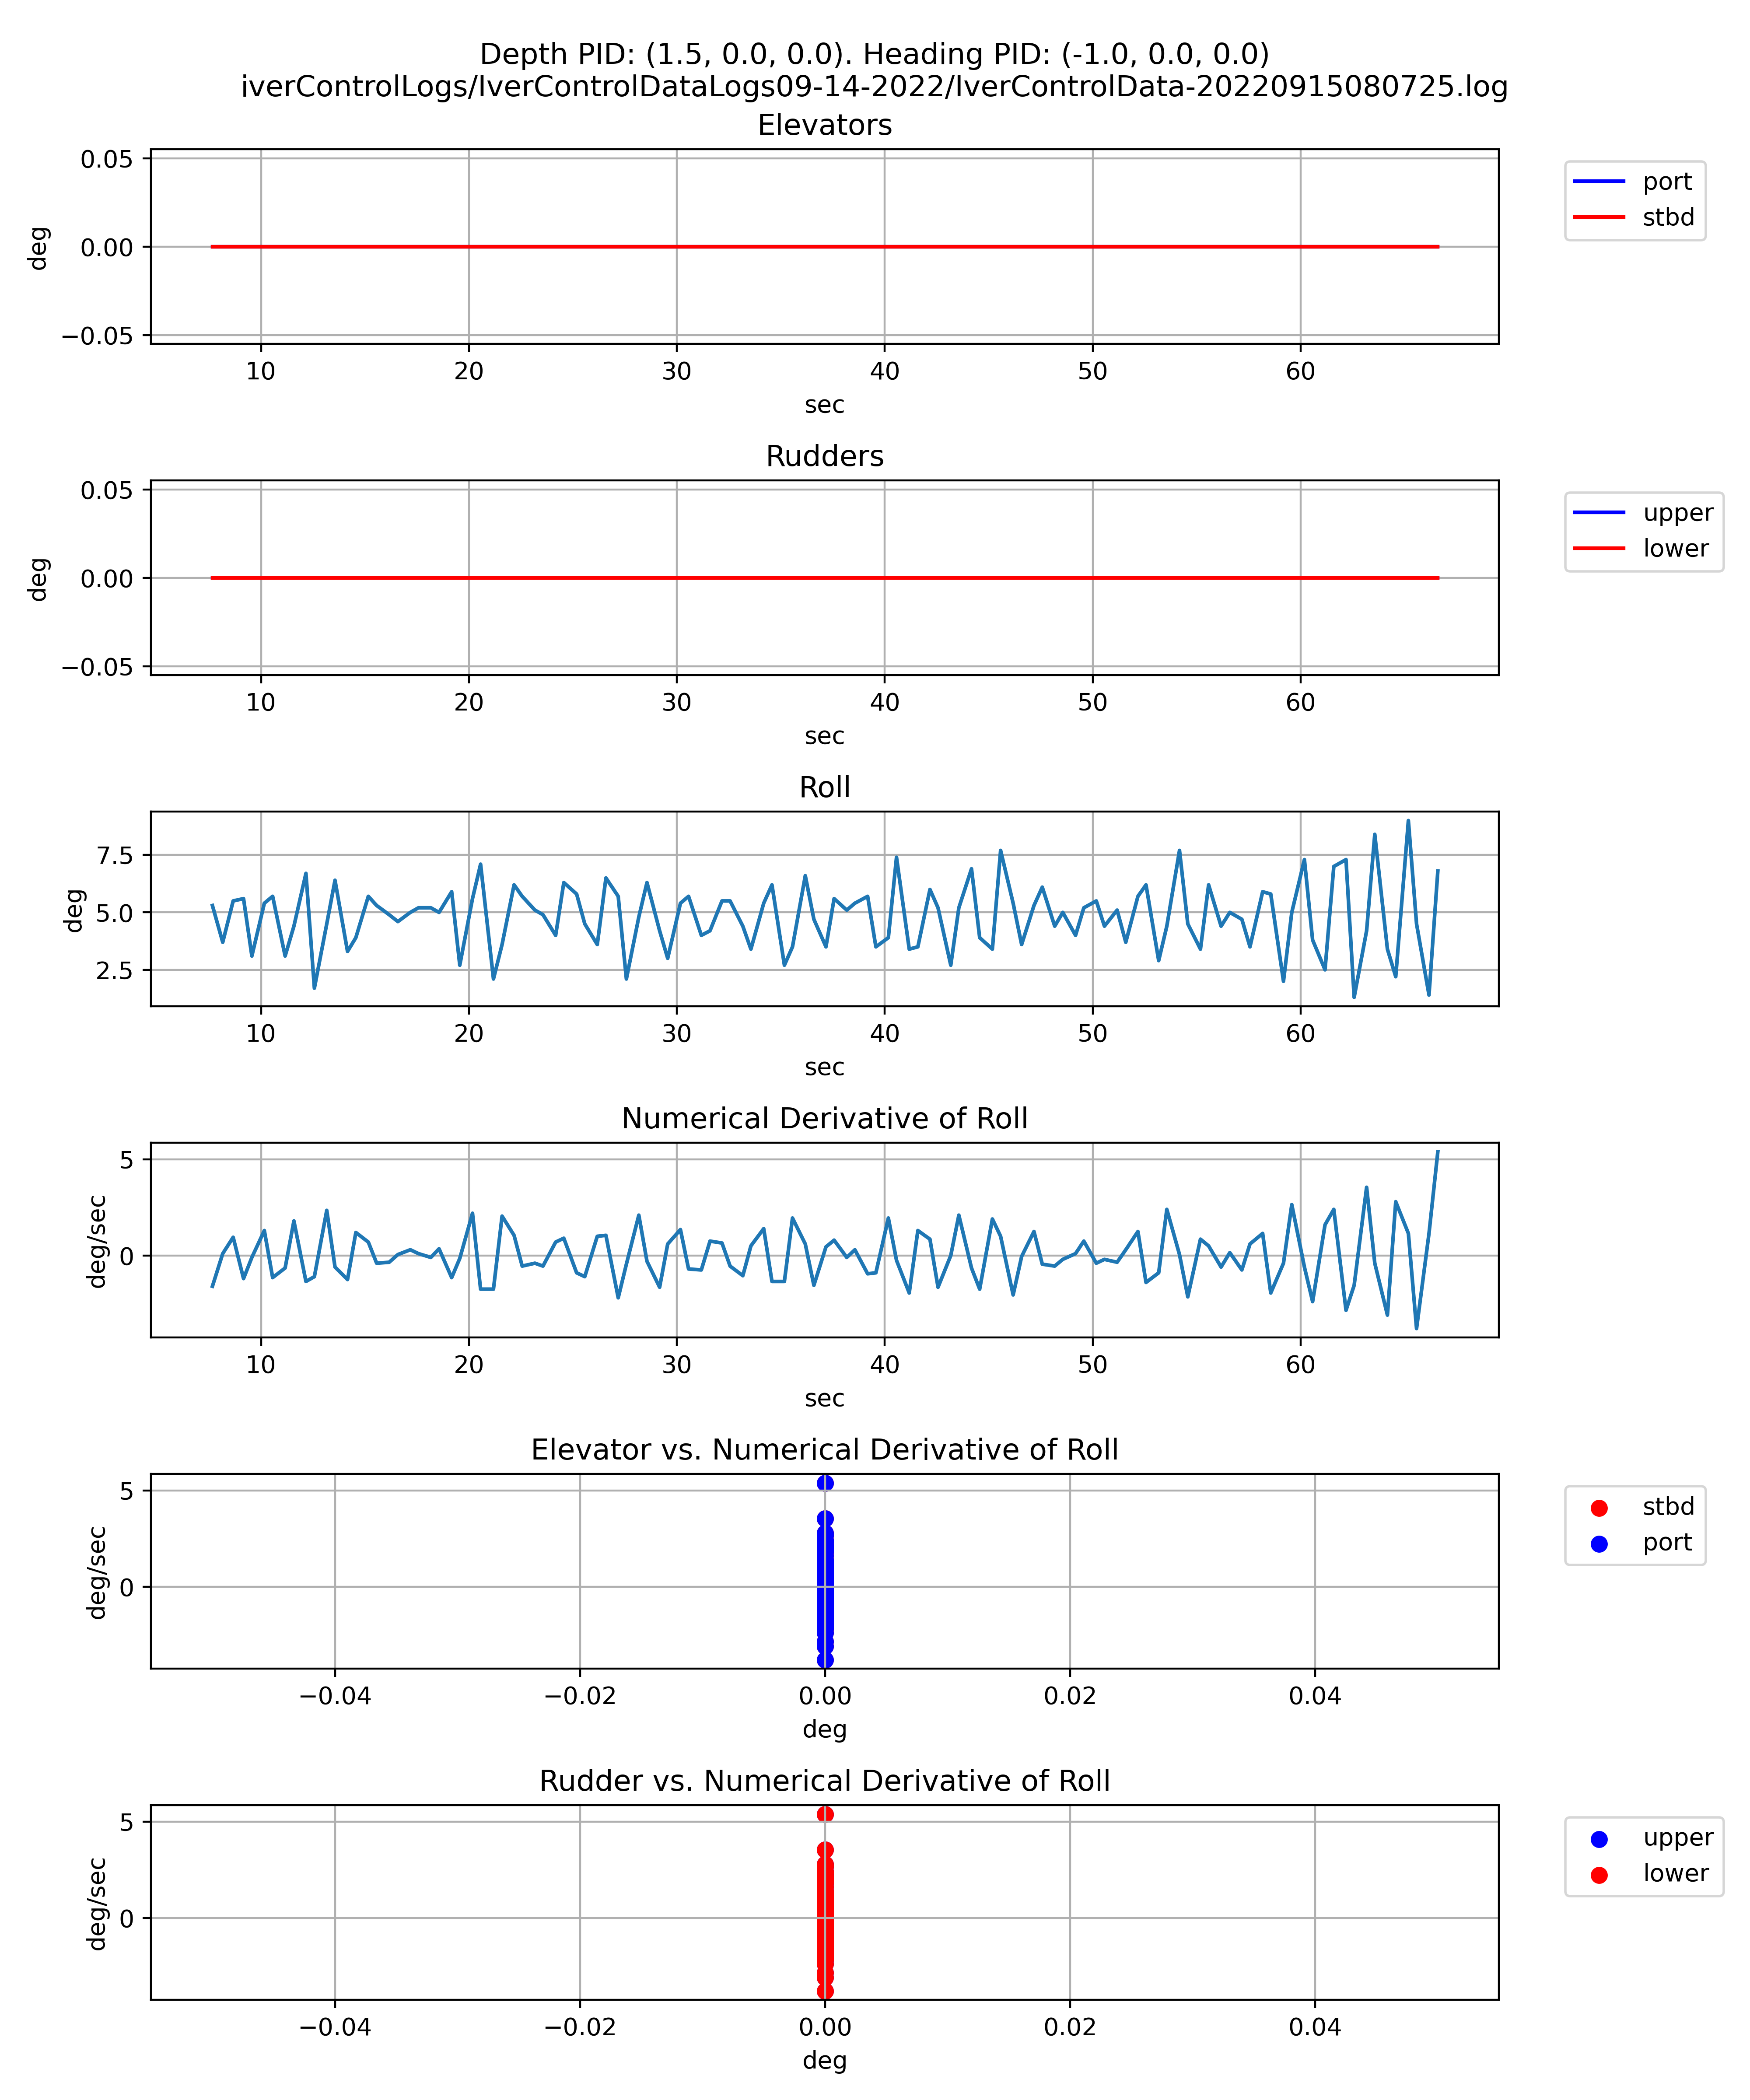 Depth PID: (1.5, 0.0, 0.0). Heading PID: (-1.0, 0.0, 0.0)
iverControlLogs/IverControlDataLogs09-14-2022/IverControlData-20220915080725.log
Elevators
0.05
0.00
−0.05
deg
10 20 30 40 50 60
sec
port
stbd
Rudders
0.05
0.00
−0.05
deg
10 20 30 40 50 60
sec
upper
lower
Roll
7.5
5.0
2.5
deg
10 20 30 40 50 60
sec
Numerical Derivative of Roll
5
0
deg/sec
10 20 30 40 50 60
sec
Elevator vs. Numerical Derivative of Roll
5
0
deg/sec
−0.04 −0.02 0.00 0.02 0.04
deg
stbd
port
Rudder vs. Numerical Derivative of Roll
5
0
deg/sec
−0.04 −0.02 0.00 0.02 0.04
deg
upper
lower